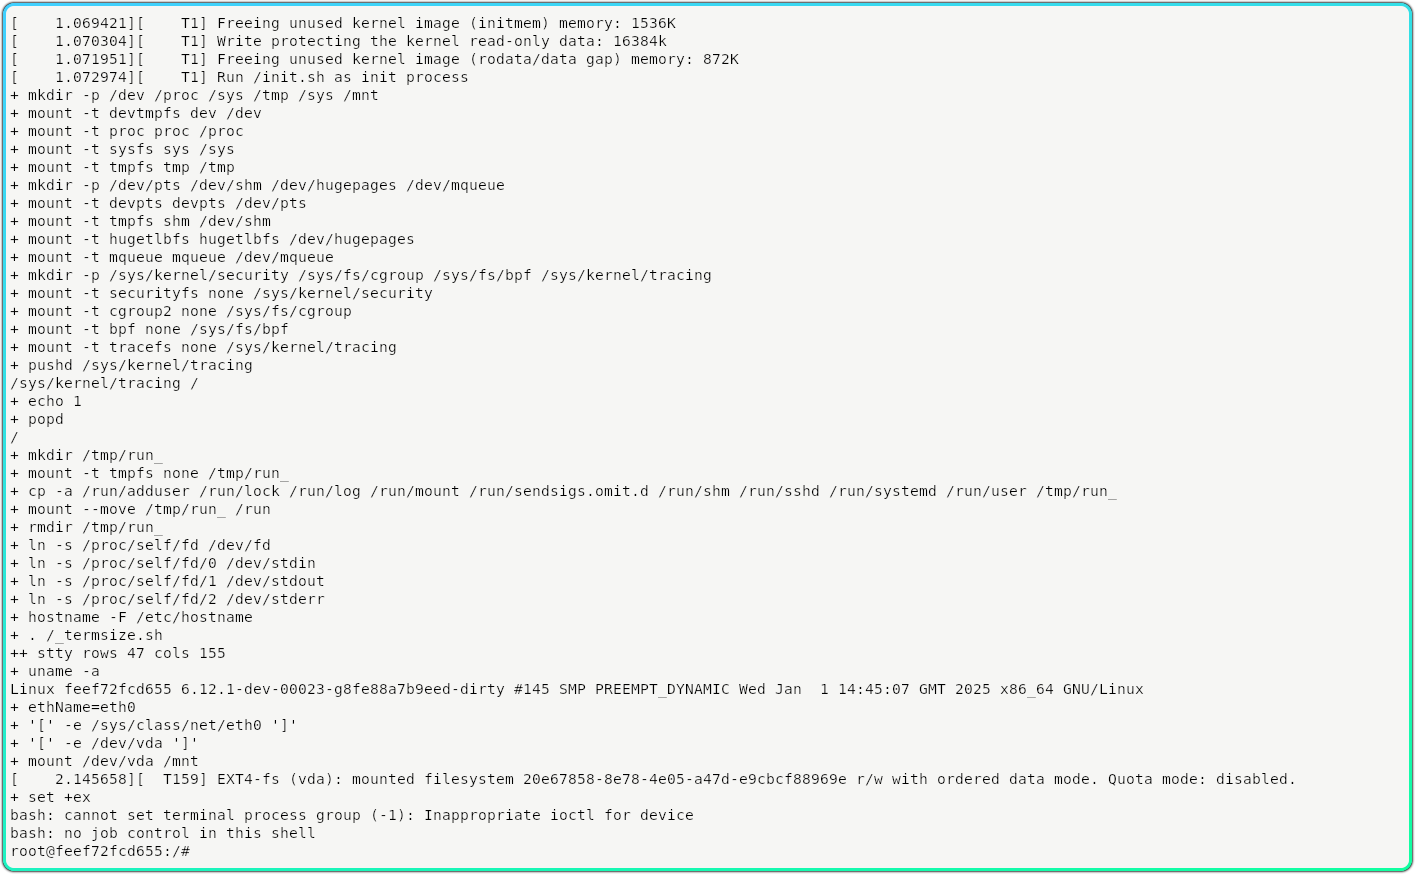 [    1.069421][    T1] Freeing unused kernel image (initmem) memory: 1536K
[    1.070304][    T1] Write protecting the kernel read-only data: 16384k
[    1.071951][    T1] Freeing unused kernel image (rodata/data gap) memory: 872K
[    1.072974][    T1] Run /init.sh as init process
+ mkdir -p /dev /proc /sys /tmp /sys /mnt
+ mount -t devtmpfs dev /dev
+ mount -t proc proc /proc
+ mount -t sysfs sys /sys
+ mount -t tmpfs tmp /tmp
+ mkdir -p /dev/pts /dev/shm /dev/hugepages /dev/mqueue
+ mount -t devpts devpts /dev/pts
+ mount -t tmpfs shm /dev/shm
+ mount -t hugetlbfs hugetlbfs /dev/hugepages
+ mount -t mqueue mqueue /dev/mqueue
+ mkdir -p /sys/kernel/security /sys/fs/cgroup /sys/fs/bpf /sys/kernel/tracing
+ mount -t securityfs none /sys/kernel/security
+ mount -t cgroup2 none /sys/fs/cgroup
+ mount -t bpf none /sys/fs/bpf
+ mount -t tracefs none /sys/kernel/tracing
+ pushd /sys/kernel/tracing
/sys/kernel/tracing /
+ echo 1
+ popd
/
+ mkdir /tmp/run_
+ mount -t tmpfs none /tmp/run_
+ cp -a /run/adduser /run/lock /run/log /run/mount /run/sendsigs.omit.d /run/shm /run/sshd /run/systemd /run/user /tmp/run_
+ mount --move /tmp/run_ /run
+ rmdir /tmp/run_
+ ln -s /proc/self/fd /dev/fd
+ ln -s /proc/self/fd/0 /dev/stdin
+ ln -s /proc/self/fd/1 /dev/stdout
+ ln -s /proc/self/fd/2 /dev/stderr
+ hostname -F /etc/hostname
+ . /_termsize.sh
++ stty rows 47 cols 155
+ uname -a
Linux feef72fcd655 6.12.1-dev-00023-g8fe88a7b9eed-dirty #145 SMP PREEMPT_DYNAMIC Wed Jan  1 14:45:07 GMT 2025 x86_64 GNU/Linux
+ ethName=eth0
+ '[' -e /sys/class/net/eth0 ']'
+ '[' -e /dev/vda ']'
+ mount /dev/vda /mnt
[    2.145658][  T159] EXT4-fs (vda): mounted filesystem 20e67858-8e78-4e05-a47d-e9cbcf88969e r/w with ordered data mode. Quota mode: disabled.
+ set +ex
bash: cannot set terminal process group (-1): Inappropriate ioctl for device
bash: no job control in this shell
root@feef72fcd655:/#